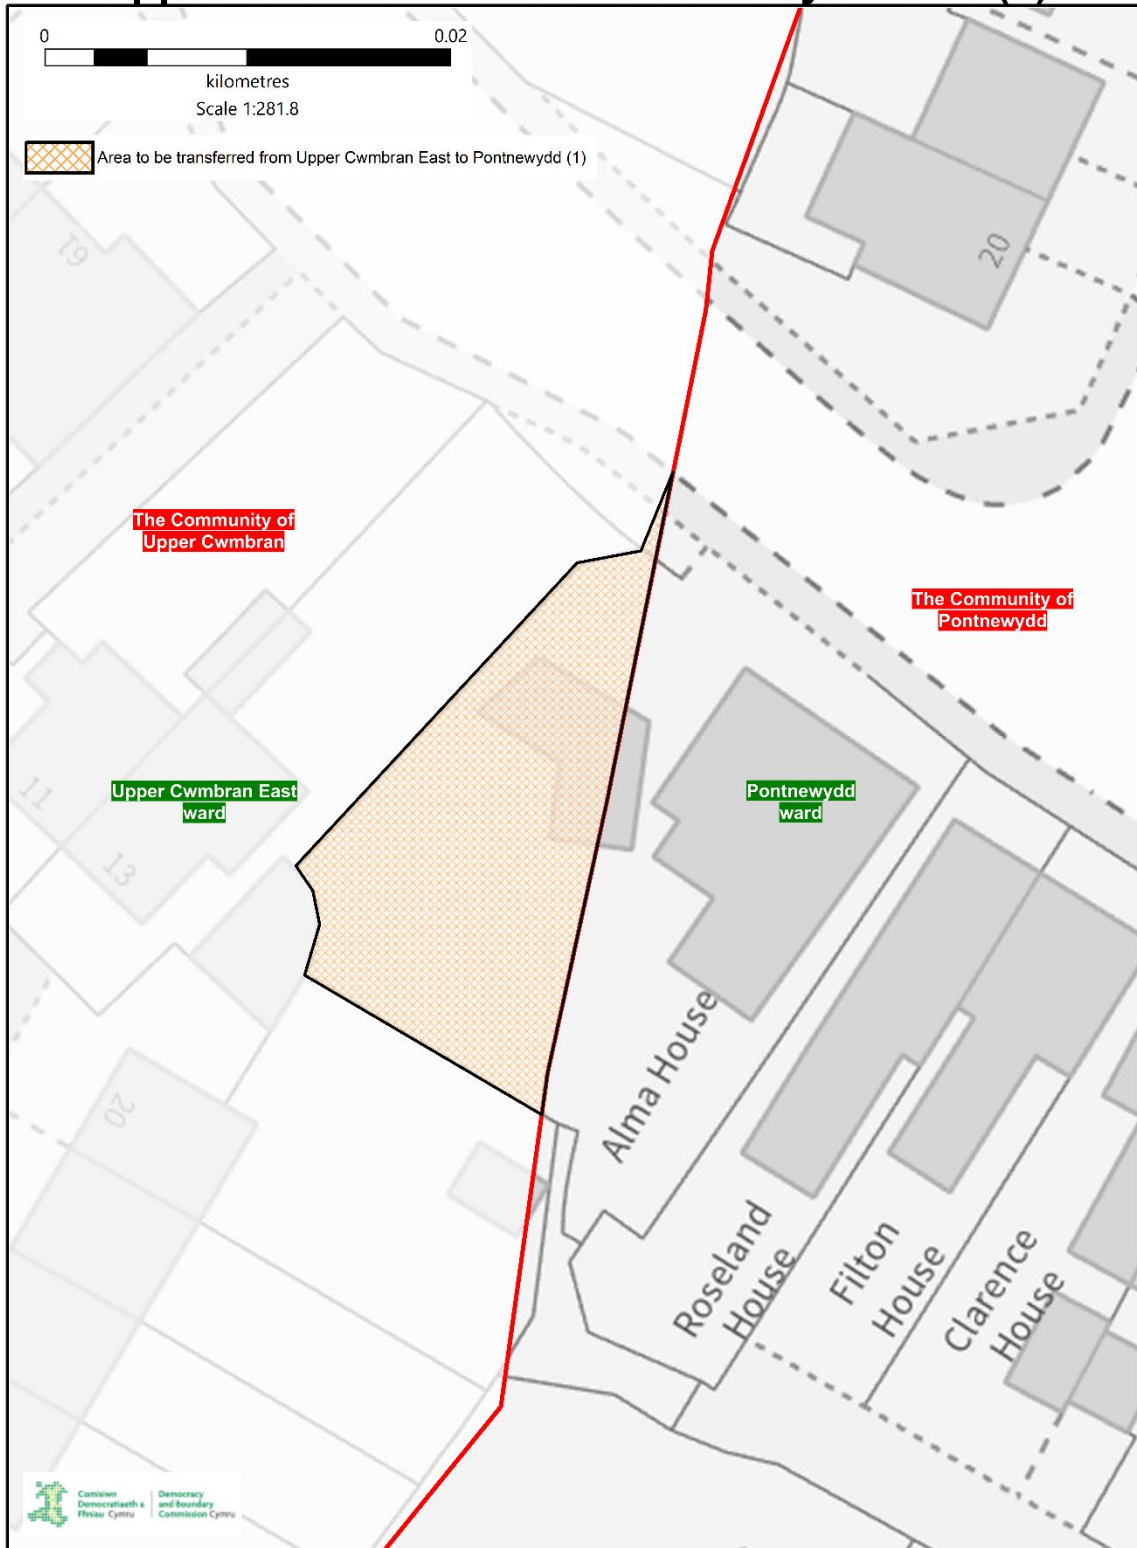 0 0.02
kilometres
Scale 1:281.8
Area to be transferred from Upper Cwmbran East to Pontnewydd (1)
19
20
The Community of
Upper Cwmbran
The Community of
Pontnewydd
Upper Cwmbran East
ward
Pontnewydd
ward
11
13
20
Alma House
Roseland
House
Filton
House
Clarence
House
Comisiwn
Democratiaeth a
Ffiniau Cymru
Democracy
and Boundary
Commission Cymru